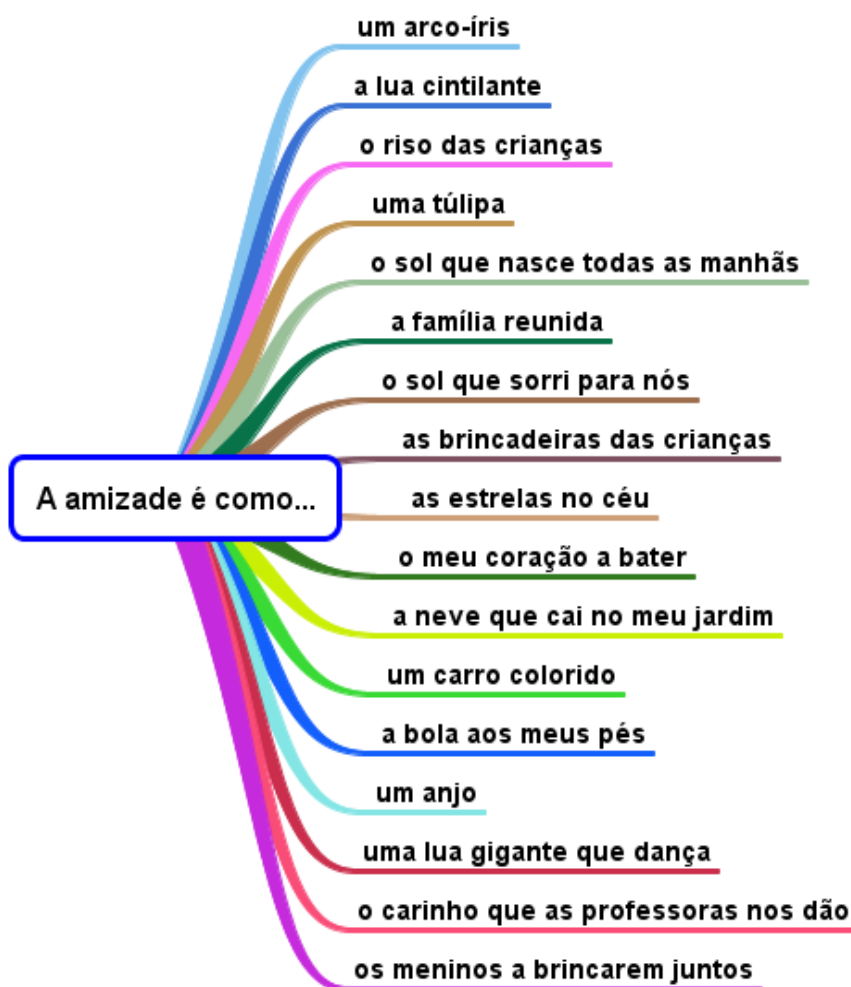 um arco-íris
a lua cintilante
o riso das crianças
uma túlipa
o sol que nasce todas as manhãs
a família reunida
o sol que sorri para nós
as brincadeiras das crianças
A amizade é como...
as estrelas no céu
o meu coração a bater
a neve que cai no meu jardim
um carro colorido
a bola aos meus pés
um anjo
uma lua gigante que dança
o carinho que as professoras nos dão
os meninos a brincarem juntos